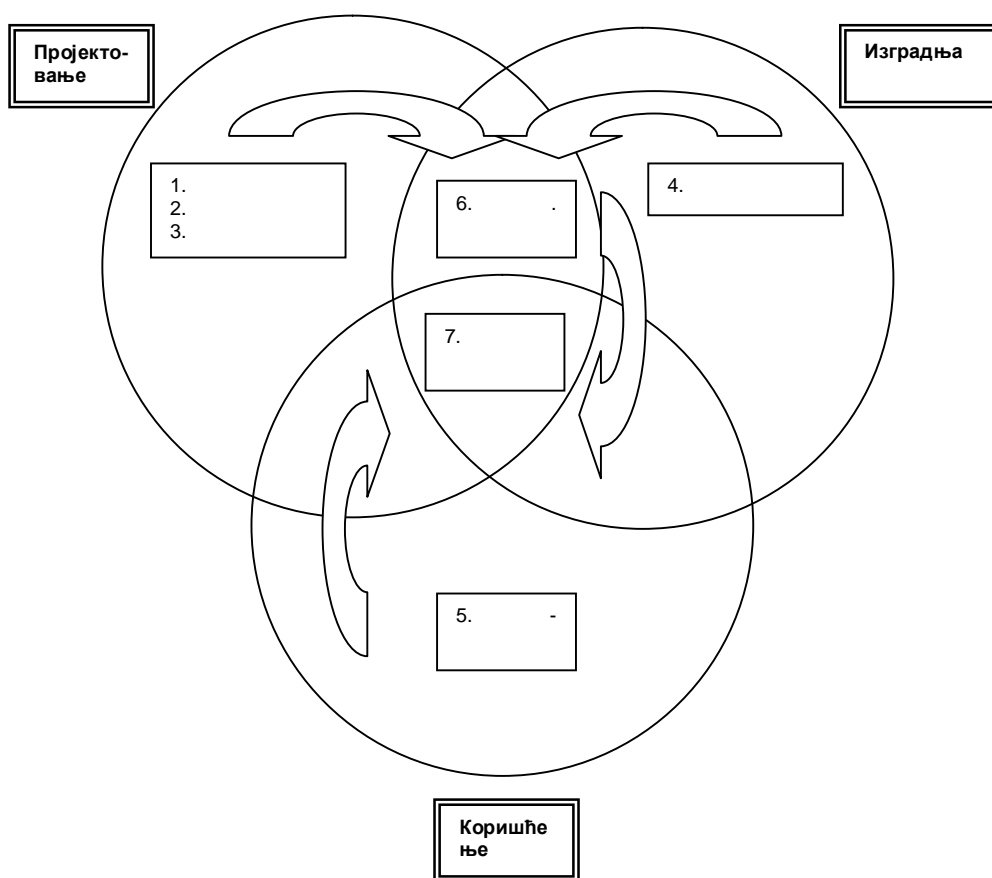 Пројекто-
вање
Изградња
1.
2.
3.
6. .
4.
7.
5. -
Коришће
ње